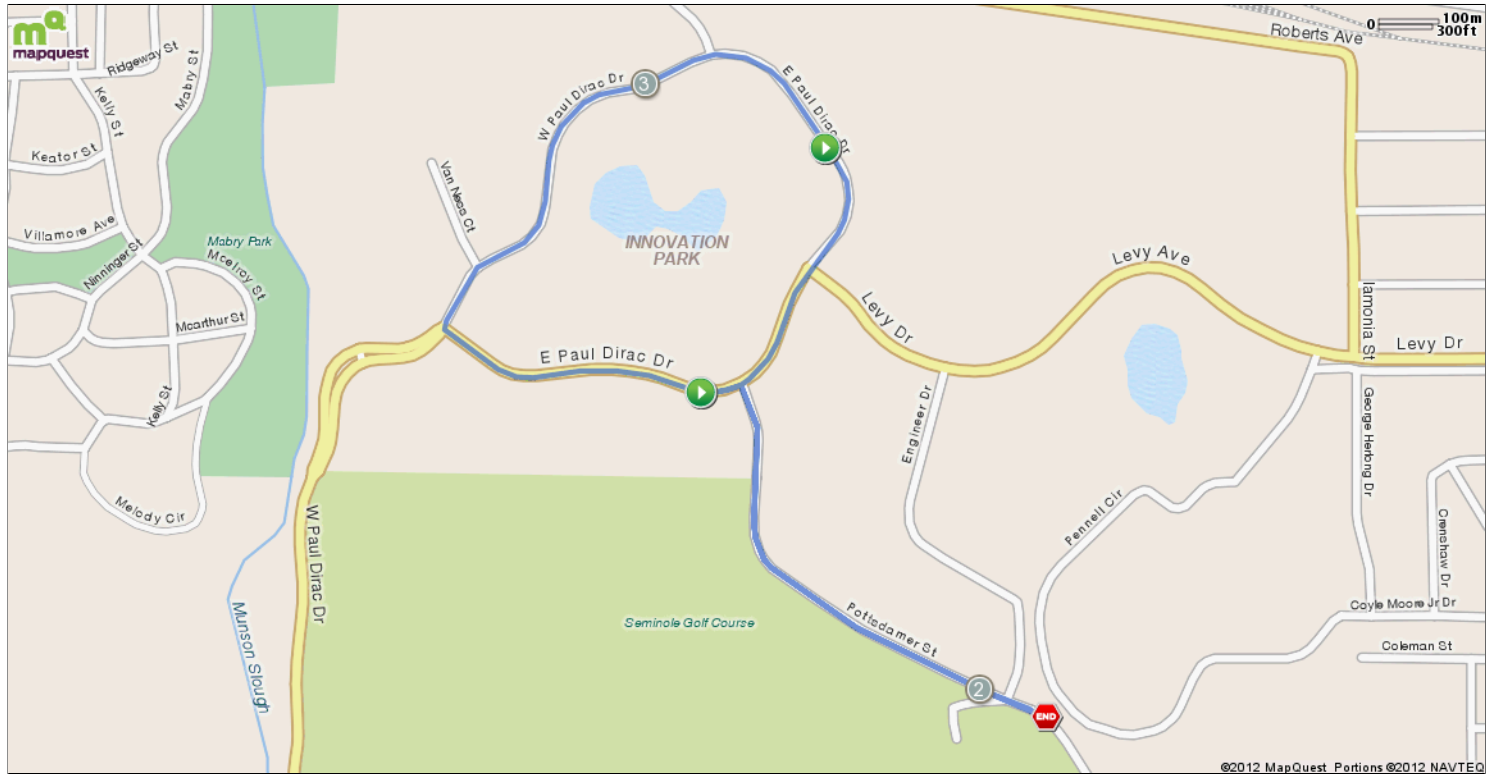 mQ
mapquest
Ridgeway St
Mabry St
Kelly St
Keator St
Villamore Ave
Ninninger St
Mabry Park
Mcelroy St
Mcarthur St
Kelly St
Melody Cir
Munson Slough
W Paul Dirac Dr
Van Ness Ct
W Paul Dirac Dr
3
E Paul Dirac Dr
INNOVATION
PARK
E Paul Dirac Dr
Levy Dr
Levy Ave
Roberts Ave
0 100m
300ft
Iamonia St
Levy Dr
Engineer Dr
Pennell Cir
George Herlong Dr
Crenshaw Dr
Coyle Moore Jr Dr
Coleman St
Seminole Golf Course
Pottsdamer St
2
END
©2012 MapQuest Portions ©2012 NAVTEQ